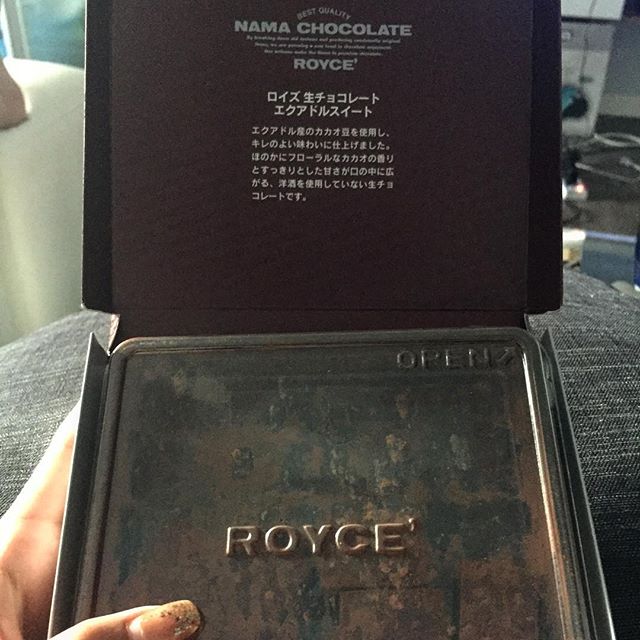 BEST QUALITY
NAMA CHOCOLATE
ROYCE'
ロイズ 生チョコレート
エクアドルスイート
エクアドル産のカカオ豆を使用し、
キレのよい味わいに仕上げました。
ほのかにフローラルなカカオの香り
とすっきりとした甘さが口の中に広
がる、洋酒を使用していない生チョ
コレートです。
OPEN
ROYCE'